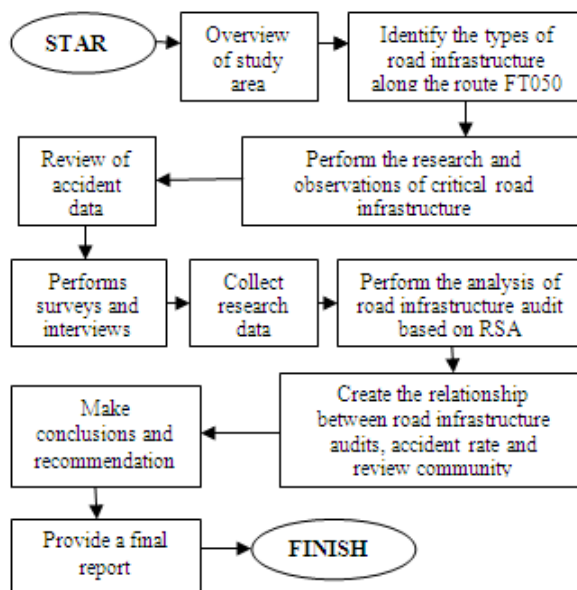 STAR
Overview
of study
area
Identify the types of
road infrastructure
along the route FT050
Perform the research and
observations of critical road
infrastructure
Review of
accident
data
Performs
surveys and
interviews
Collect
research
data
Perform the analysis of
road infrastructure audit
based on RSA
Create the relationship
between road infrastructure
audits, accident rate and
review community
Make
conclusions and
recommendation
Provide a final
report
FINISH